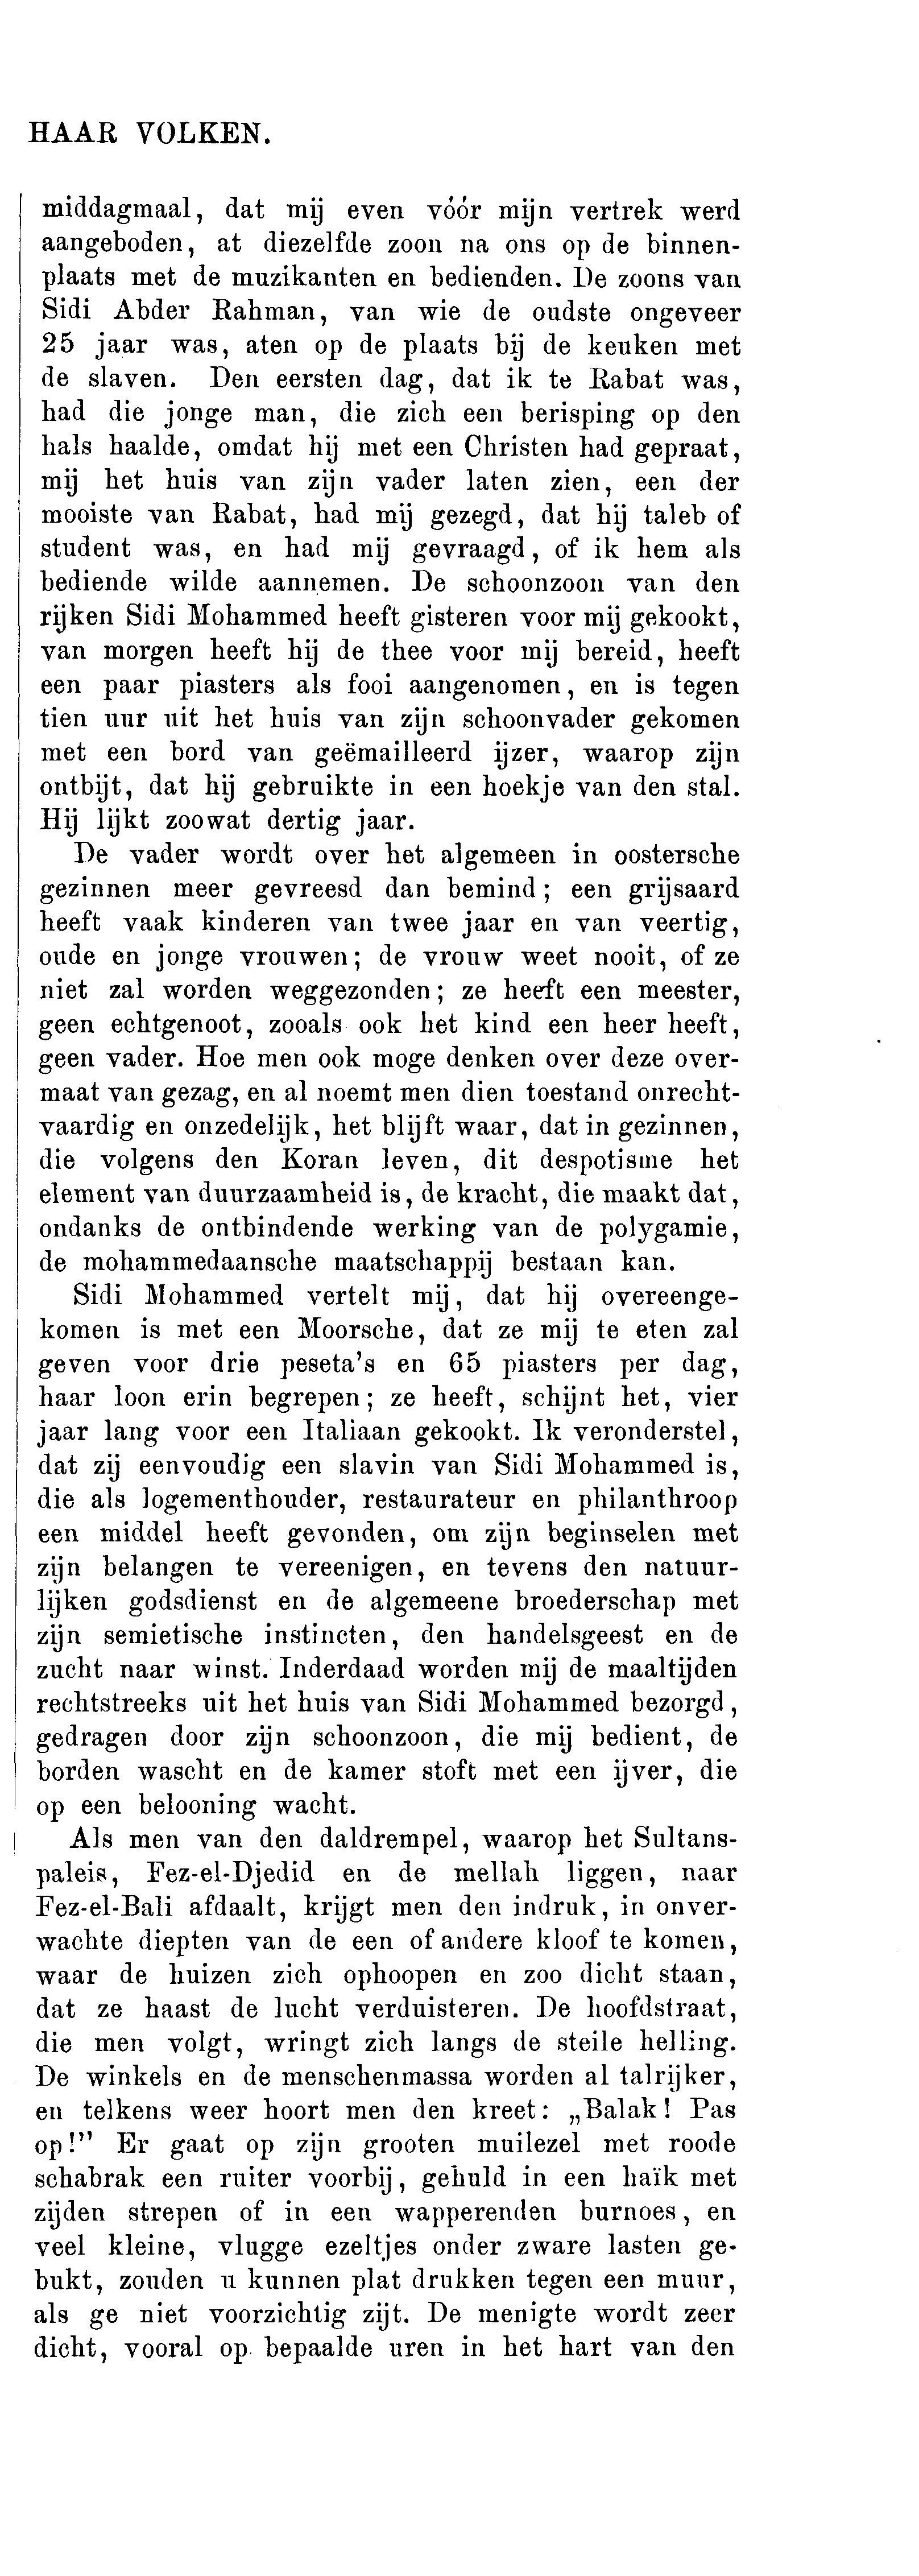 HAAR VOLKEN.
middagmaal, dat mij even vóór mijn vertrek werd
aangeboden, at diezelfde zoon na ons op de binnen-
plaats met de muzikanten en bedienden. De zoons van
Sidi Abder Rahman, van wie de oudste ongeveer
25 jaar was, aten op de plaats bij de keuken met
de slaven. Den eersten dag, dat ik te Rabat was,
had die jonge man, die zich een berisping op den
hals haalde, omdat hij met een Christen had gepraat,
mij het huis van zijn vader laten zien, een der
mooiste van Rabat, had mij gezegd, dat hij taleb of
student was, en had mij gevraagd, of ik hem als
bediende wilde aannemen. De schoonzoon van den
rijken Sidi Mohammed heeft gisteren voor mij gekookt,
van morgen heeft hij de thee voor mij bereid, heeft
een paar piasters als fooi aangenomen, en is tegen
tien uur uit het huis van zijn schoonvader gekomen
met een bord van geëmailleerd ijzer, waarop zijn
ontbijt, dat hij gebruikte in een hoekje van den stal.
Hij lijkt zoowat dertig jaar.
De vader wordt over het algemeen in oostersche
gezinnen meer gevreesd dan bemind; een grijsaard
heeft vaak kinderen van twee jaar en van veertig,
oude en jonge vrouwen; de vrouw weet nooit, of ze
niet zal worden weggezonden; ze heeft een meester,
geen echtgenoot, zooals ook het kind een heer heeft,
geen vader. Hoe men ook moge denken over deze over-
maat van gezag, en al noemt men dien toestand onrecht-
vaardig en onzedelijk, het blijft waar, dat in gezinnen,
die volgens den Koran leven, dit despotisme het
element van duurzaamheid is, de kracht, die maakt dat,
ondanks de ontbindende werking van de polygamie,
de mohammedaansche maatschappij bestaan kan.
Sidi Mohammed vertelt mij, dat hij overeenge-
komen is met een Moorsche, dat ze mij te eten zal
geven voor drie peseta's en 65 piasters per dag,
haar loon erin begrepen; ze heeft, schijnt het, vier
jaar lang voor een Italiaan gekookt. Ik veronderstel,
dat zij eenvoudig een slavin van Sidi Mohammed is,
die als logementhouder, restaurateur en philanthroop
een middel heeft gevonden, om zijn beginselen met
zijn belangen te vereenigen, en tevens den natuur-
lijken godsdienst en de algemeene broederschap met
zijn semietische instincten, den handelsgeest en de
zucht naar winst. Inderdaad worden mij de maaltijden
rechtstreeks uit het huis van Sidi Mohammed bezorgd,
gedragen door zijn schoonzoon, die mij bedient, de
borden wascht en de kamer stoft met een ijver, die
op een belooning wacht.
Als men van den daldrempel, waarop het Sultans-
paleis, Fez-el-Djedid en de mellah liggen, naar
Fez-el-Bali afdaalt, krijgt men den indruk, in onver-
wachte diepten van de een of andere kloof te komen,
waar de huizen zich ophoopen en zoo dicht staan,
dat ze haast de lucht verduisteren. De hoofdstraat,
die men volgt, wringt zich langs de steile helling.
De winkels en de menschenmassa worden al talrijker,
en telkens weer hoort men den kreet: „Balak! Pas
op!” Er gaat op zijn grooten muilezel met roode
schabrak een ruiter voorbij, gehuld in een haïk met
zijden strepen of in een wapperenden burnoes, en
veel kleine, vlugge ezeltjes onder zware lasten ge-
bukt, zouden u kunnen plat drukken tegen een muur,
als ge niet voorzichtig zijt. De menigte wordt zeer
dicht, vooral op bepaalde uren in het hart van den